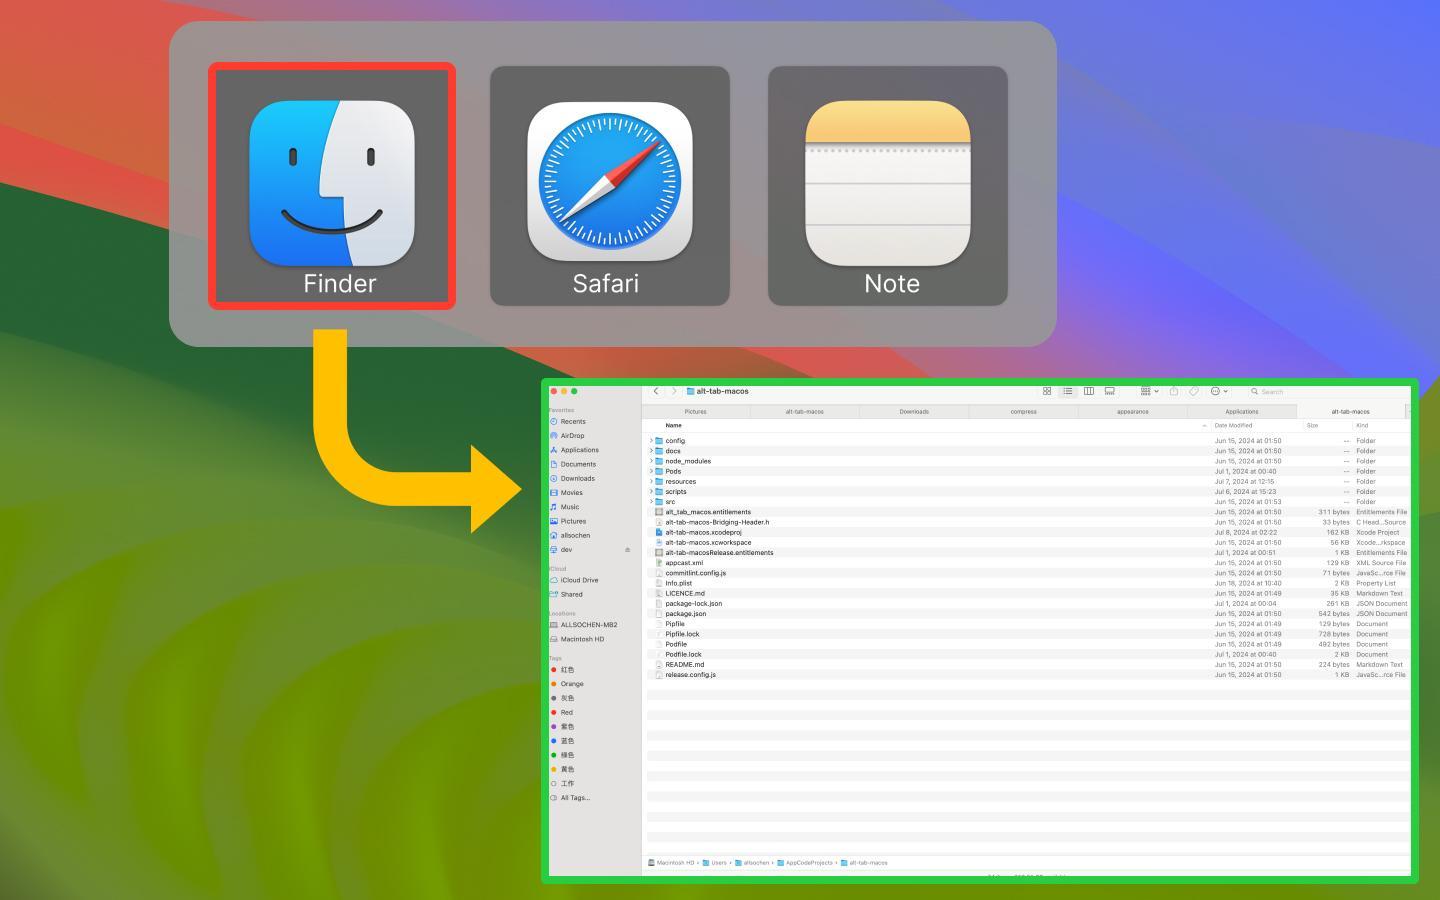 Finder
Safari
Note
alt-tab-macos
Search
Pictures
alt-tab-macos
Downloads
compress
appearance
Applications
alt-tab-macos
Favorites
Recents
AirDrop
Applications
Documents
Downloads
Movies
Music
Pictures
allsochen
dev
iCloud
iCloud Drive
Shared
Locations
ALLSOCHEN-MB2
Macintosh HD
Tags
红色
Orange
灰色
Red
紫色
蓝色
绿色
黄色
工作
All Tags...
Name Date Modified Size Kind
config Jun 15, 2024 at 01:50 -- Folder
docs Jun 15, 2024 at 01:50 -- Folder
node_modules Jun 15, 2024 at 01:50 -- Folder
Pods Jul 1, 2024 at 00:40 -- Folder
resources Jul 7, 2024 at 12:15 -- Folder
scripts Jul 6, 2024 at 15:23 -- Folder
src Jun 15, 2024 at 01:53 -- Folder
alt_tab_macos.entitlements Jun 15, 2024 at 01:50 311 bytes Entitlements File
alt-tab-macos-Bridging-Header.h Jun 15, 2024 at 01:50 33 bytes C Head...Source
alt-tab-macos.xcodeproj Jul 8, 2024 at 02:22 162 KB Xcode Project
alt-tab-macos.xcworkspace Jun 15, 2024 at 01:50 56 KB Xcode...rkspace
alt-tab-macosRelease.entitlements Jul 1, 2024 at 00:51 1 KB Entitlements File
appcast.xml Jun 15, 2024 at 01:50 129 KB XML Source File
commitlint.config.js Jun 15, 2024 at 01:50 71 bytes JavaSc...rce File
Info.plist Jun 18, 2024 at 10:40 2 KB Property List
LICENCE.md Jun 15, 2024 at 01:49 35 KB Markdown Text
package-lock.json Jul 1, 2024 at 00:04 261 KB JSON Document
package.json Jun 15, 2024 at 01:50 542 bytes JSON Document
Pipfile Jun 15, 2024 at 01:49 129 bytes Document
Pipfile.lock Jun 15, 2024 at 01:49 728 bytes Document
Podfile Jun 15, 2024 at 01:49 492 bytes Document
Podfile.lock Jul 1, 2024 at 00:40 2 KB Document
README.md Jun 15, 2024 at 01:50 224 bytes Markdown Text
release.config.js Jun 15, 2024 at 01:50 1 KB JavaSc...rce File
Macintosh HD › Users › allsochen › AppCodeProjects › alt-tab-macos